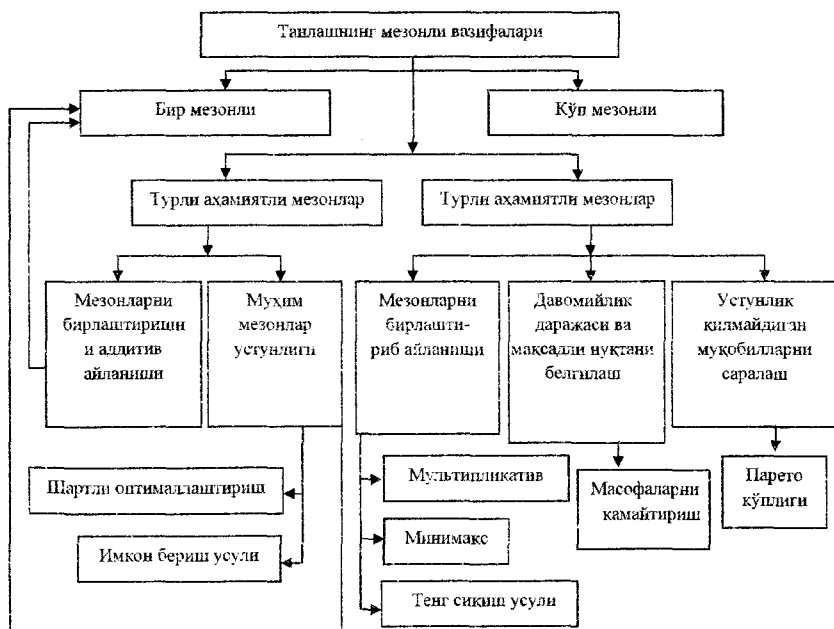 Танлашнинг мезонли вазифалари
Бир мезонли
Кўп мезонли
Турли аҳамиятли мезонлар
Турли аҳамиятли мезонлар
Мезонларни
бирлаштиришн
и аддитив
айланиши
Муҳим
мезонлар
устунлиги
Мезонларни
бирлашти-
риб айланиши
Давомийлик
даражаси ва
мақсадли нуқтани
белгилаш
Устунлик
қилмайдиган
муқобилларни
саралаш
Шартли оптималлаштириш
Имкон бериш усули
Мультипликатив
Минимакс
Тенг сиқиш усули
Масофаларни
камайтириш
Парето
кўплиги